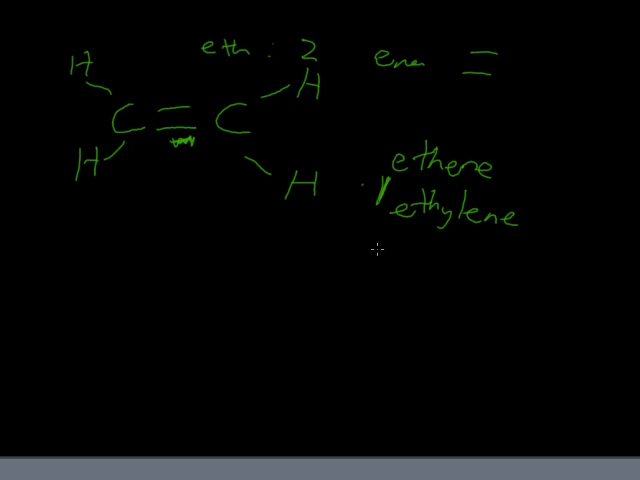 eth : 2 ene =
H H
C = C
H H
ethene
ethylene